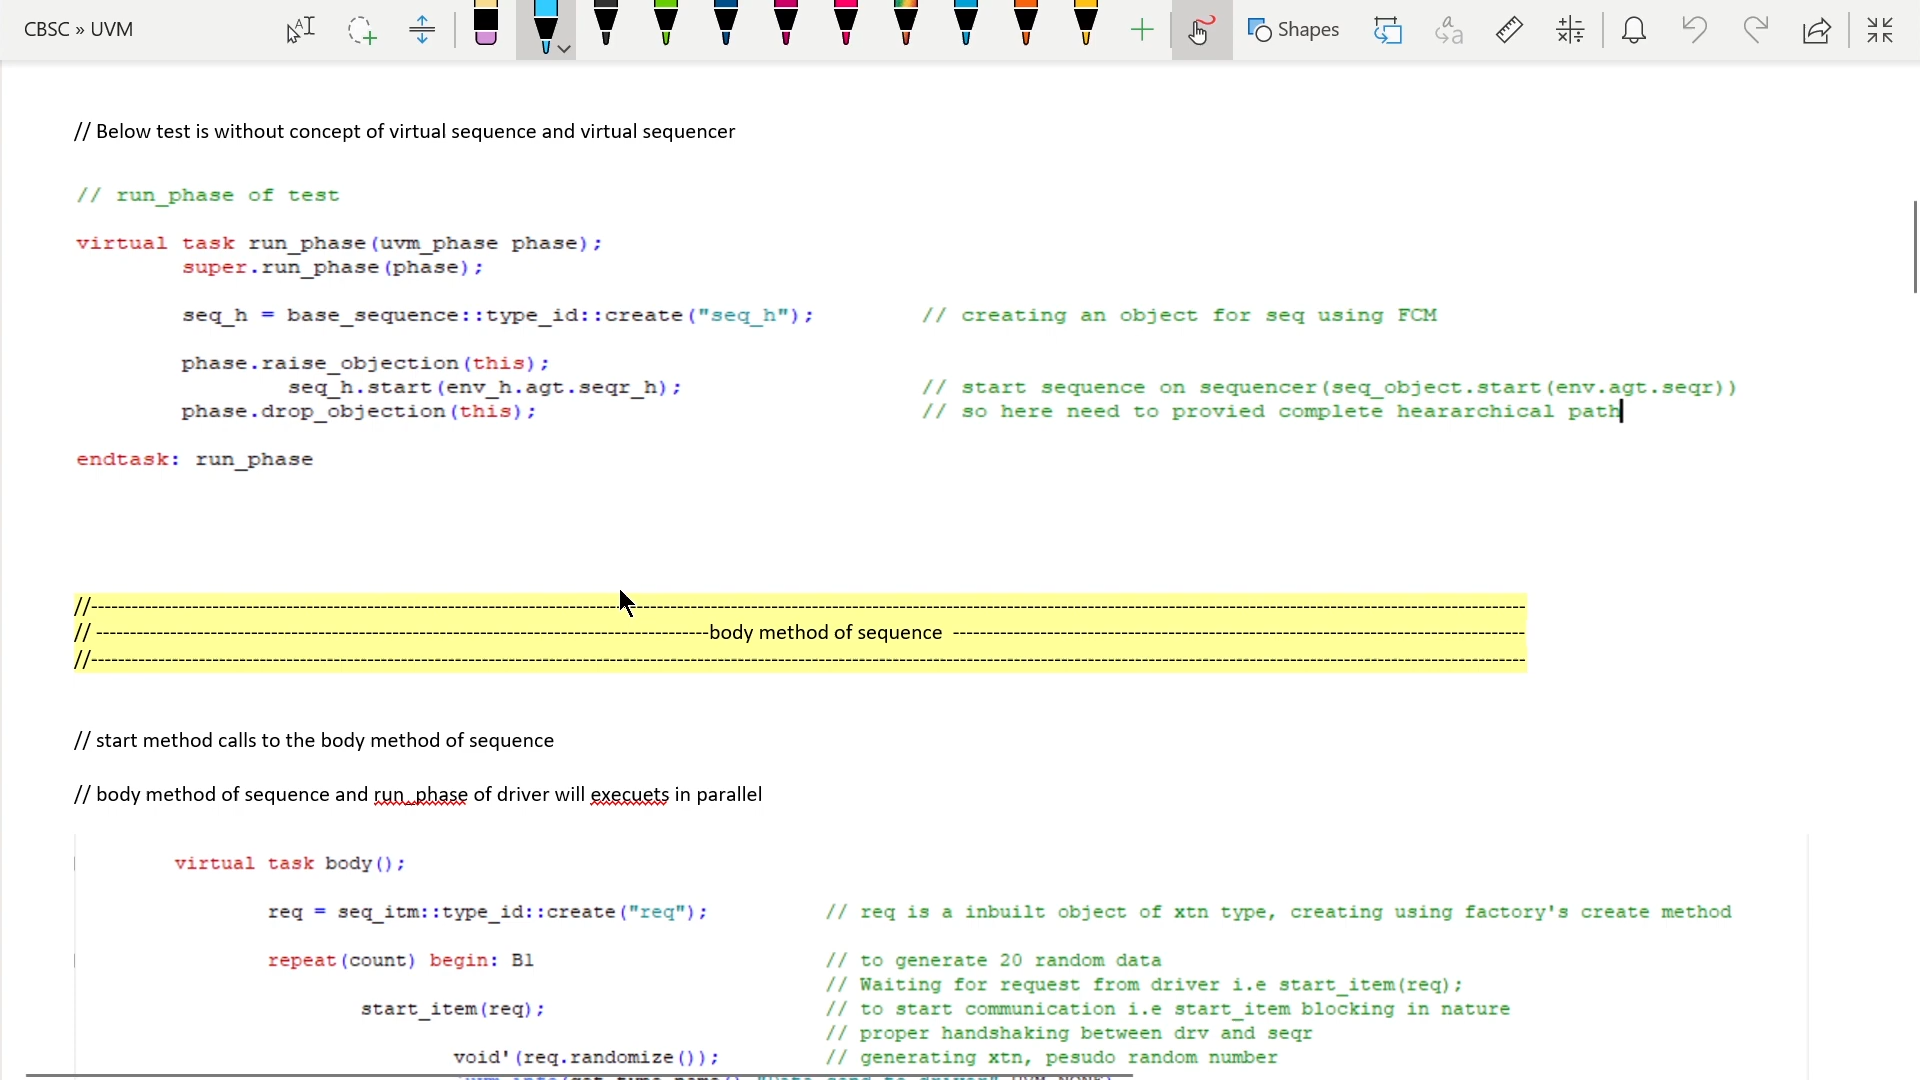 CBSC » UVM
Shapes
// Below test is without concept of virtual sequence and virtual sequencer
// run_phase of test
virtual task run_phase(uvm_phase phase);
super.run_phase(phase);
seq_h = base_sequence::type_id::create("seq_h"); // creating an object for seq using FCM
phase.raise_objection(this);
seq_h.start(env_h.agt.seqr_h); // start sequence on sequencer(seq_object.start(env.agt.seqr))
phase.drop_objection(this); // so here need to provied complete heararchical path
endtask: run_phase
//------------------------------------------------------------
// ------------------------------body method of sequence ------------------------------
//------------------------------------------------------------
// start method calls to the body method of sequence
// body method of sequence and run_phase of driver will execuets in parallel
virtual task body();
req = seq_itm::type_id::create("req"); // req is a inbuilt object of xtn type, creating using factory's create method
repeat(count) begin: B1 // to generate 20 random data
// Waiting for request from driver i.e start_item(req);
start_item(req); // to start communication i.e start_item blocking in nature
// proper handshaking between drv and seqr
void'(req.randomize()); // generating xtn, pesudo random number